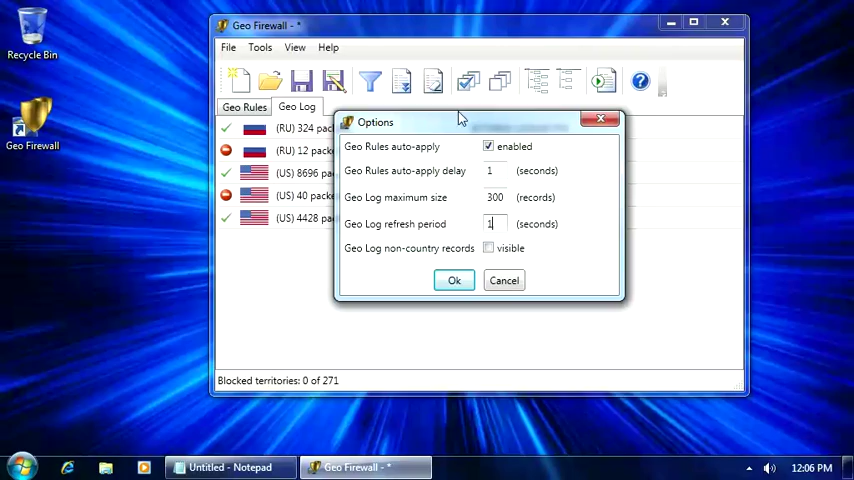 Recycle Bin
Geo Firewall
Geo Firewall - *
File Tools View Help
Geo Rules Geo Log
(RU) 324 pac
(RU) 12 packe
(US) 8696 pa
(US) 40 packe
(US) 4428 pa
Options
Geo Rules auto-apply enabled
Geo Rules auto-apply delay 1 (seconds)
Geo Log maximum size 300 (records)
Geo Log refresh period 1 (seconds)
Geo Log non-country records visible
Ok Cancel
Blocked territories: 0 of 271
Untitled - Notepad Geo Firewall - * 12:06 PM